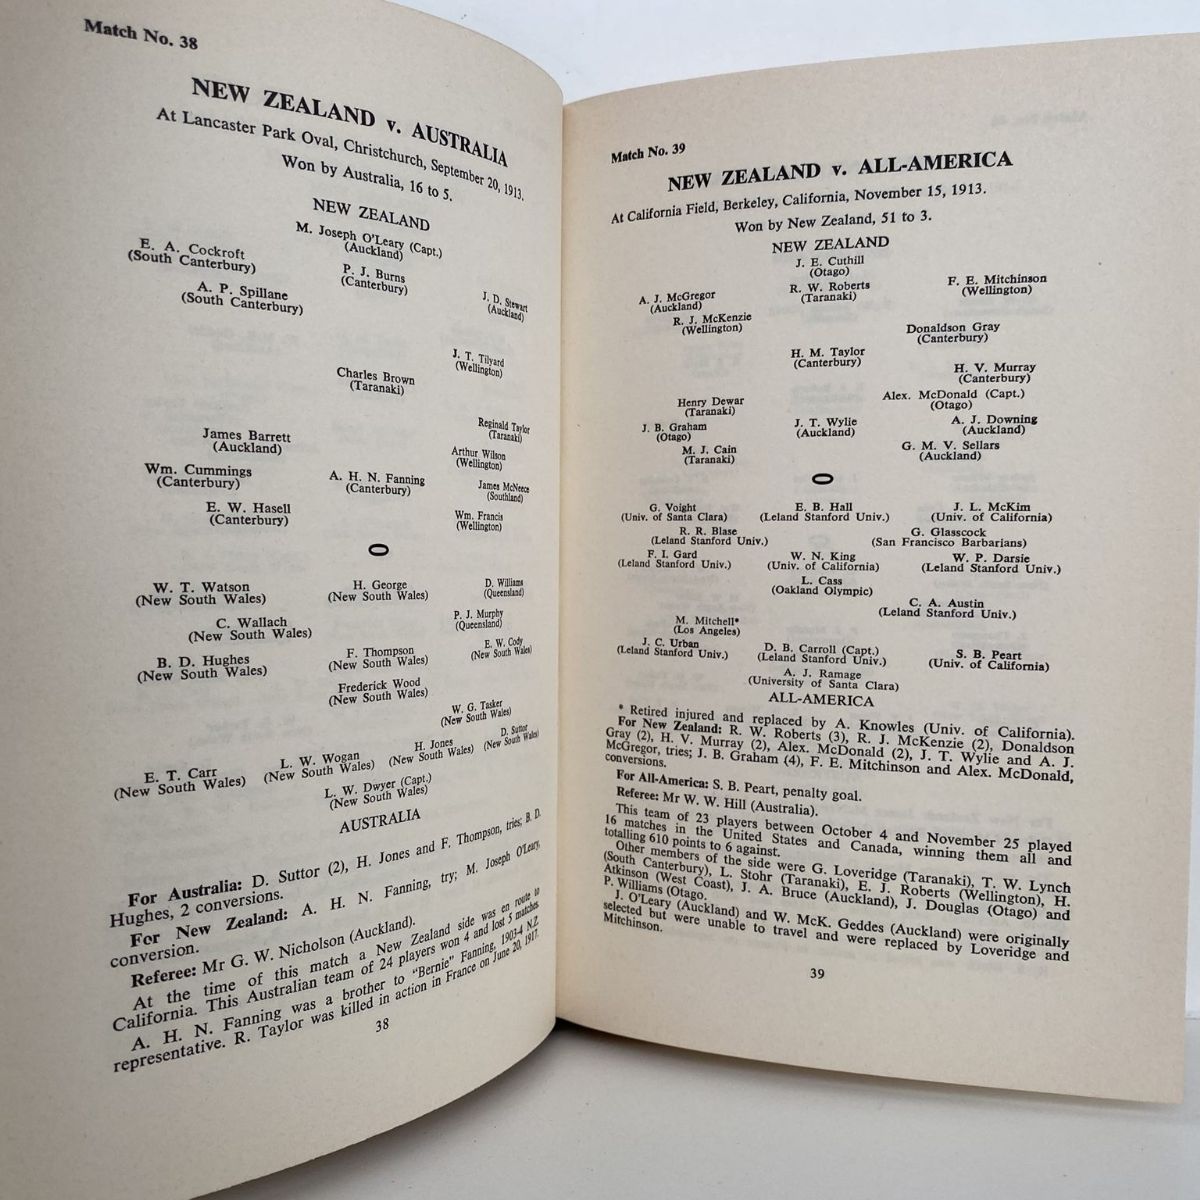 Match No. 38
NEW ZEALAND v. AUSTRALIA
At Lancaster Park Oval, Christchurch, September 20, 1913.
Won by Australia, 16 to 5.
NEW ZEALAND
M. Joseph O'Leary (Capt.)
(Auckland)
E. A. Cockroft
(South Canterbury)
P. J. Burns
(Canterbury)
A. P. Spillane
(South Canterbury)
J. D. Stewart
(Auckland)
J. T. Tilyard
(Wellington)
Charles Brown
(Taranaki)
Reginald Taylor
(Taranaki)
James Barrett
(Auckland)
Arthur Wilson
(Wellington)
Wm. Cummings
(Canterbury)
A. H. N. Fanning
(Canterbury)
James McNeece
(Southland)
E. W. Hasell
(Canterbury)
Wm. Francis
(Wellington)
0
W. T. Watson
(New South Wales)
H. George
(New South Wales)
D. Williams
(Queensland)
C. Wallach
(New South Wales)
P. J. Murphy
(Queensland)
B. D. Hughes
(New South Wales)
F. Thompson
(New South Wales)
E. W. Cody
(New South Wales)
Frederick Wood
(New South Wales)
W. G. Tasker
(New South Wales)
E. T. Carr
(New South Wales)
L. W. Wogan
(New South Wales)
H. Jones
(New South Wales)
D. Suttor
(New South Wales)
L. W. Dwyer (Capt.)
(New South Wales)
AUSTRALIA
For Australia: D. Suttor (2), H. Jones and F. Thompson, tries; B. D.
Hughes, 2 conversions.
For New Zealand: A. H. N. Fanning, try; M. Joseph O'Leary,
conversion.
Referee: Mr G. W. Nicholson (Auckland).
At the time of this match a New Zealand side was en route to
California. This Australian team of 24 players won 4 and lost 5 matches
A. H. N. Fanning was a brother to "Bernie" Fanning, 1903-4 N.Z.
representative. R. Taylor was killed in action in France on June 20, 1917.
38
Match No. 39
NEW ZEALAND v. ALL-AMERICA
At California Field, Berkeley, California, November 15, 1913.
Won by New Zealand, 51 to 3.
NEW ZEALAND
J. E. Cuthill
(Otago)
A. J. McGregor
(Auckland)
R. W. Roberts
(Taranaki)
F. E. Mitchinson
(Wellington)
R. J. McKenzie
(Wellington)
Donaldson Gray
(Canterbury)
H. M. Taylor
(Canterbury)
H. V. Murray
(Canterbury)
Henry Dewar
(Taranaki)
Alex. McDonald (Capt.)
(Otago)
J. B. Graham
(Otago)
J. T. Wylie
(Auckland)
A. J. Downing
(Auckland)
M. J. Cain
(Taranaki)
G. M. V. Sellars
(Auckland)
0
G. Voight
(Univ. of Santa Clara)
E. B. Hall
(Leland Stanford Univ.)
J. L. McKim
(Univ. of California)
R. R. Blase
(Leland Stanford Univ.)
G. Glasscock
(San Francisco Barbarians)
F. I. Gard
(Leland Stanford Univ.)
W. N. King
(Univ. of California)
W. P. Darsie
(Leland Stanford Univ.)
L. Cass
(Oakland Olympic)
C. A. Austin
(Leland Stanford Univ.)
M. Mitchell*
(Los Angeles)
J. C. Urban
(Leland Stanford Univ.)
D. B. Carroll (Capt.)
(Leland Stanford Univ.)
S. B. Peart
(Univ. of California)
A. J. Ramage
(University of Santa Clara)
ALL-AMERICA
* Retired injured and replaced by A. Knowles (Univ. of California).
For New Zealand: R. W. Roberts (3), R. J. McKenzie (2), Donaldson
Gray (2), H. V. Murray (2), Alex. McDonald (2), J. T. Wylie and A. J.
McGregor, tries; J. B. Graham (4), F. E. Mitchinson and Alex. McDonald,
conversions.
For All-America: S. B. Peart, penalty goal.
Referee: Mr W. W. Hill (Australia).
This team of 23 players between October 4 and November 25 played
16 matches in the United States and Canada, winning them all and
totalling 610 points to 6 against.
Other members of the side were G. Loveridge (Taranaki), T. W. Lynch
(South Canterbury), L. Stohr (Taranaki), E. J. Roberts (Wellington), H.
Atkinson (West Coast), J. A. Bruce (Auckland), J. Douglas (Otago) and
P. Williams (Otago.
J. O'Leary (Auckland) and W. McK. Geddes (Auckland) were originally
selected but were unable to travel and were replaced by Loveridge and
Mitchinson.
39